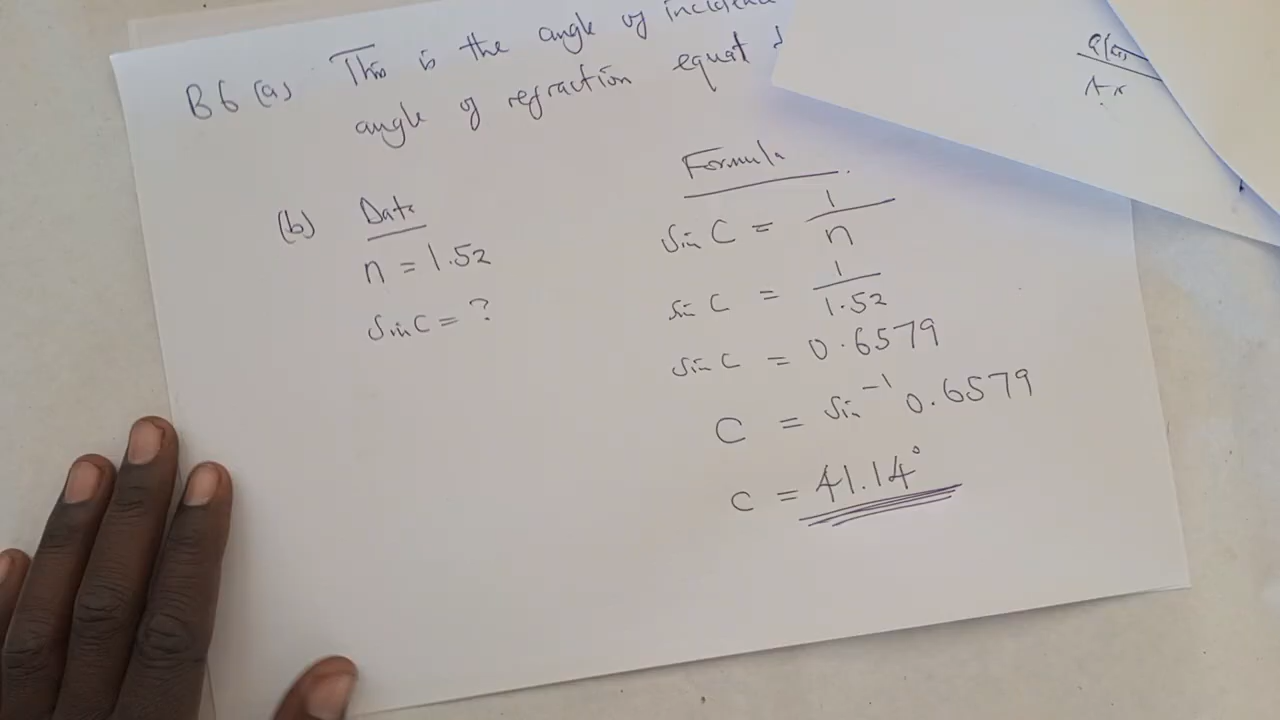 B6 (a) This is the angle of incidenc
angle of refraction equal
(b) Data
n = 1.52
Sin C = ?
Formula
Sin C = 1/n
Sin C = 1/1.52
Sin C = 0.6579
C = Sin⁻¹ 0.6579
C = 41.14°